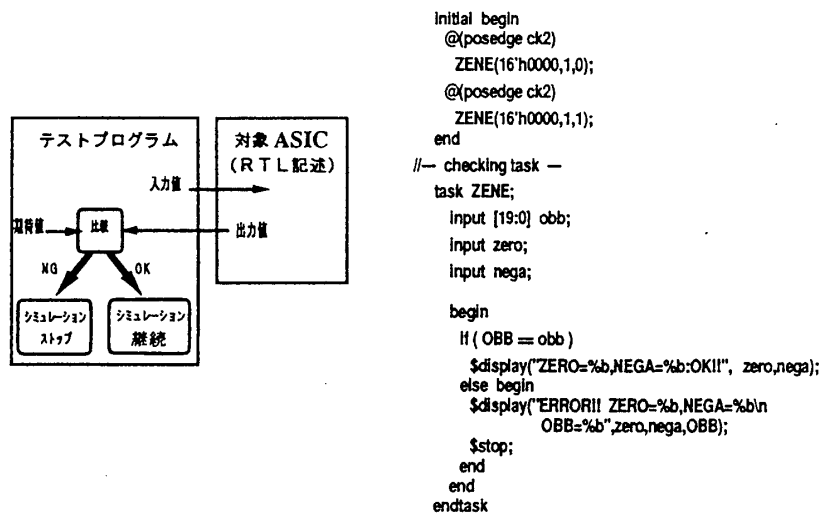 テストプログラム
対象 ASIC
(RTL記述)
入力値
期待値
比較
出力値
NG
OK
シミュレーション
ストップ
シミュレーション
継続
initial begin
@(posedge ck2)
ZENE(16'h0000,1,0);
@(posedge ck2)
ZENE(16'h0000,1,1);
end
//— checking task —
task ZENE;
input [19:0] obb;
input zero;
input nega;
begin
if ( OBB == obb )
$display("ZERO=%b,NEGA=%b:OK!!", zero,nega);
else begin
$display("ERROR!! ZERO=%b,NEGA=%b\n
OBB=%b",zero,nega,OBB);
$stop;
end
end
endtask